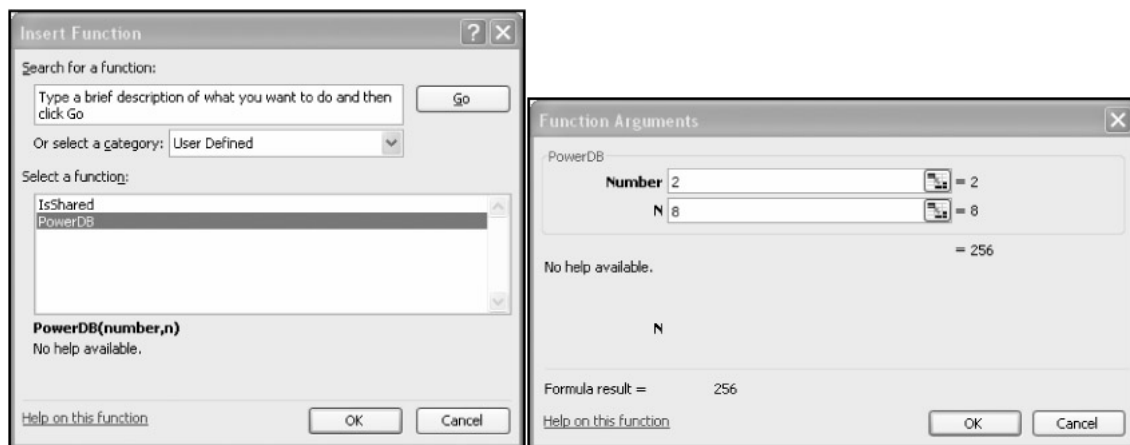 Insert Function
Search for a function:
Type a brief description of what you want to do and then
click Go
Go
Or select a category: User Defined
Select a function:
IsShared
PowerDB
PowerDB(number,n)
No help available.
Help on this function
OK
Cancel
Function Arguments
PowerDB
Number 2 = 2
N 8 = 8
= 256
No help available.
N
Formula result = 256
Help on this function
OK
Cancel